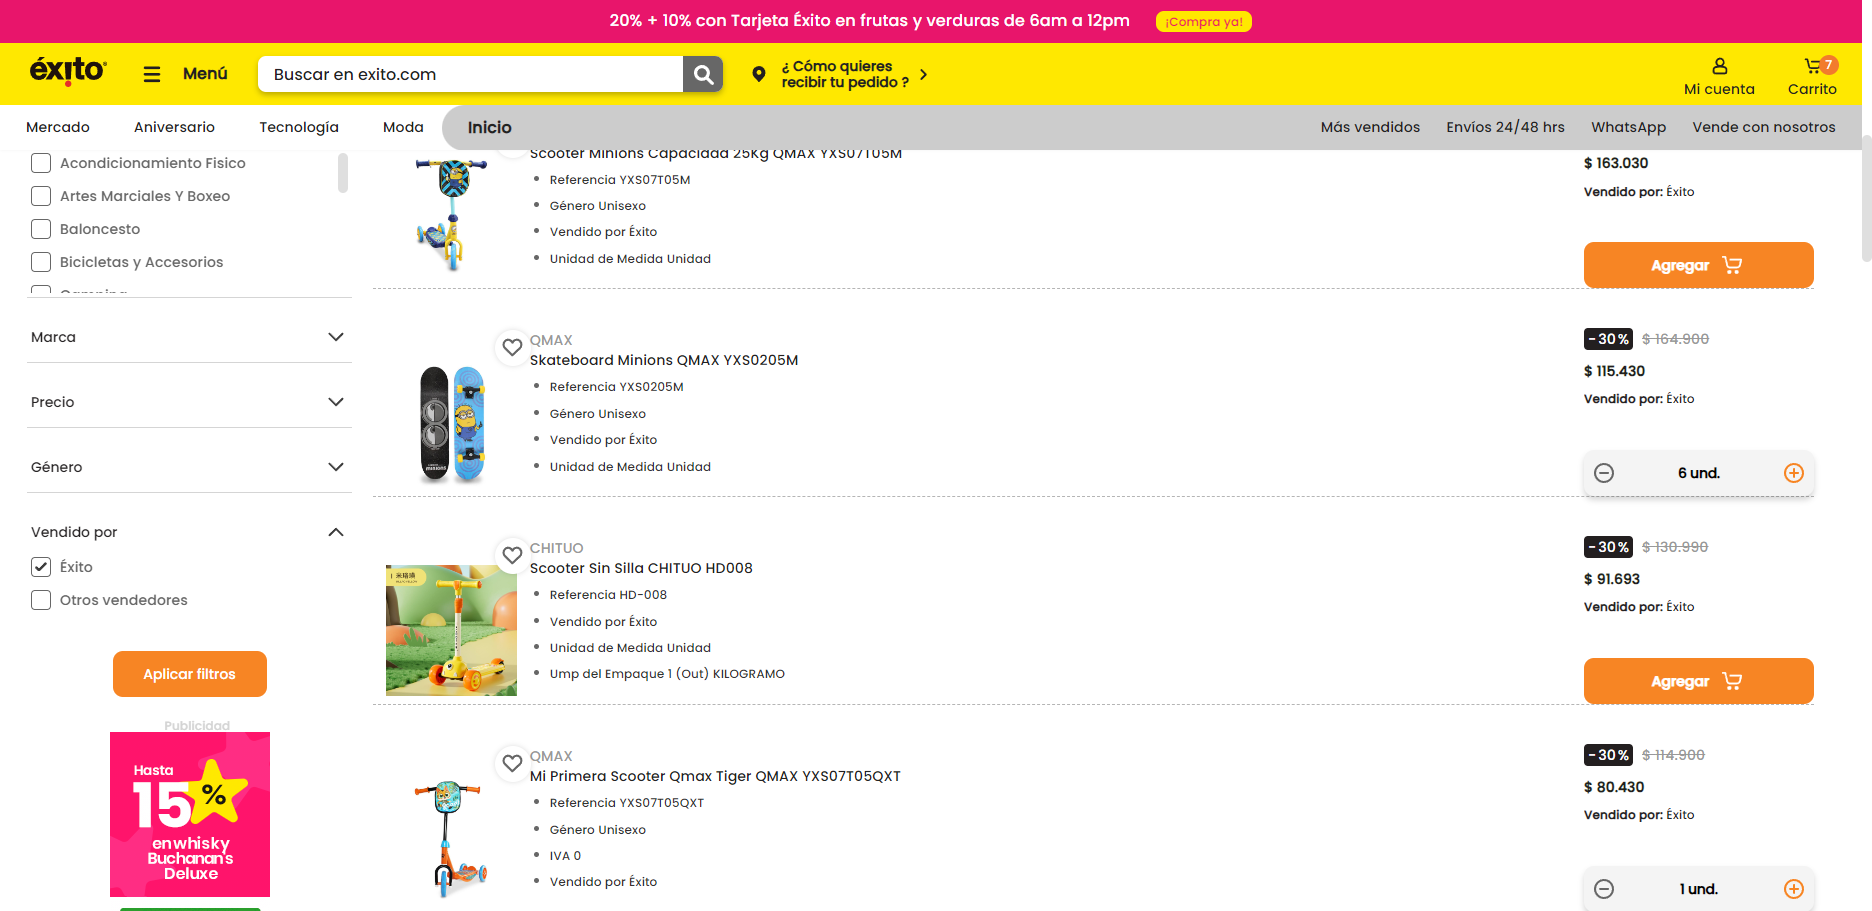 20% + 10% con Tarjeta Éxito en frutas y verduras de 6am a 12pm
¡Compra ya!
éxito
Menú
Buscar en exito.com
¿ Cómo quieres
recibir tu pedido ?
Mi cuenta
7
Carrito
Mercado
Aniversario
Tecnología
Moda
Inicio
Más vendidos
Envíos 24/48 hrs
WhatsApp
Vende con nosotros
Acondicionamiento Fisico
Artes Marciales Y Boxeo
Baloncesto
Bicicletas y Accesorios
Camping
Marca
Precio
Género
Vendido por
Éxito
Otros vendedores
Aplicar filtros
Publicidad
Hasta
15%
en whisky
Buchanan's
Deluxe
Scooter Minions Capacidad 25Kg QMAX YXS07T05M
Referencia YXS07T05M
Género Unisexo
Vendido por Éxito
Unidad de Medida Unidad
$ 163.030
Vendido por: Éxito
Agregar
QMAX
Skateboard Minions QMAX YXS0205M
Referencia YXS0205M
Género Unisexo
Vendido por Éxito
Unidad de Medida Unidad
-30% $ 164.900
$ 115.430
Vendido por: Éxito
6 und.
CHITUO
Scooter Sin Silla CHITUO HD008
Referencia HD-008
Vendido por Éxito
Unidad de Medida Unidad
Ump del Empaque 1 (Out) KILOGRAMO
-30% $ 130.990
$ 91.693
Vendido por: Éxito
Agregar
QMAX
Mi Primera Scooter Qmax Tiger QMAX YXS07T05QXT
Referencia YXS07T05QXT
Género Unisexo
IVA 0
Vendido por Éxito
-30% $ 114.900
$ 80.430
Vendido por: Éxito
1 und.